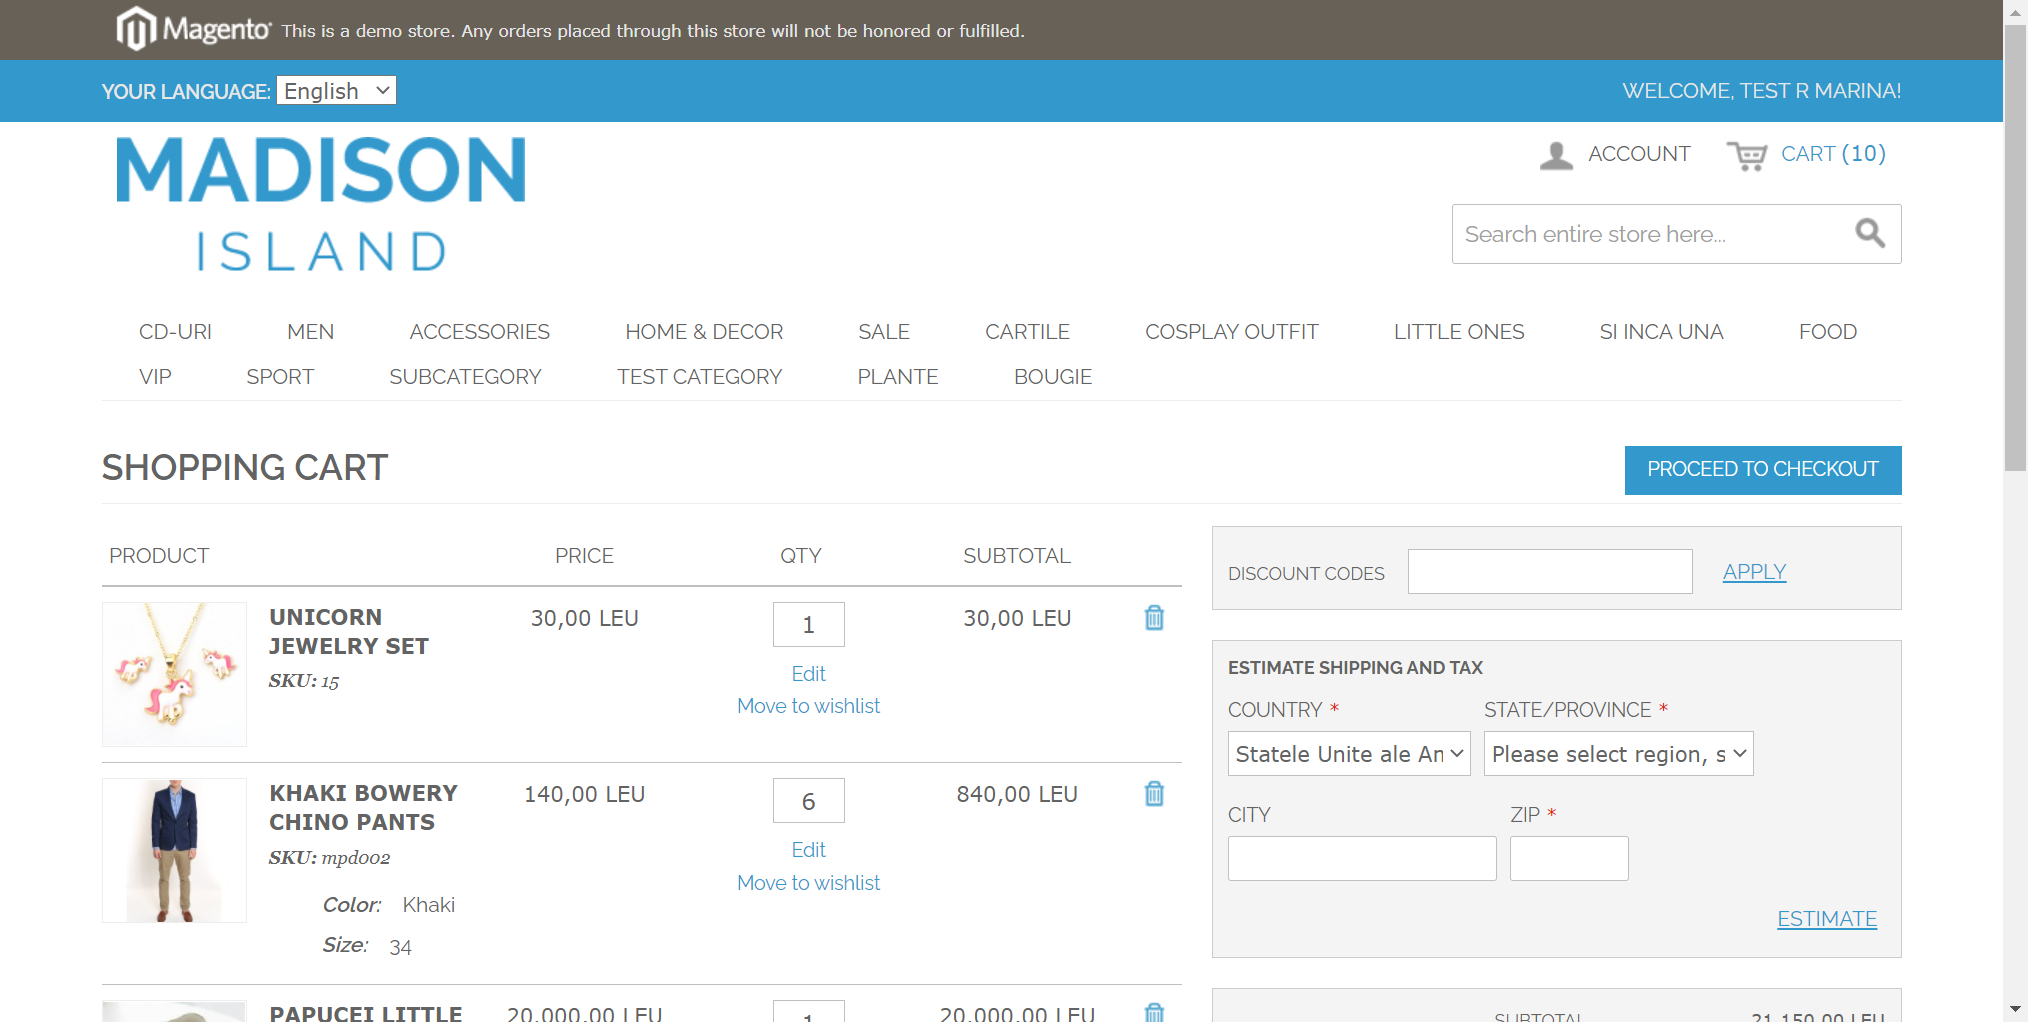 Magento This is a demo store. Any orders placed through this store will not be honored or fulfilled.
YOUR LANGUAGE: English
WELCOME, TEST R MARINA!
MADISON
ISLAND
ACCOUNT
CART (10)
Search entire store here...
CD-URI MEN ACCESSORIES HOME & DECOR SALE CARTILE COSPLAY OUTFIT LITTLE ONES SI INCA UNA FOOD
VIP SPORT SUBCATEGORY TEST CATEGORY PLANTE BOUGIE
SHOPPING CART
PROCEED TO CHECKOUT
PRODUCT PRICE QTY SUBTOTAL
UNICORN
JEWELRY SET
SKU: 15
30,00 LEU
1
Edit
Move to wishlist
30,00 LEU
KHAKI BOWERY
CHINO PANTS
SKU: mpd002
Color: Khaki
Size: 34
140,00 LEU
6
Edit
Move to wishlist
840,00 LEU
PAPUCEI LITTLE
20.000,00 LEU
1
20.000,00 LEU
DISCOUNT CODES
APPLY
ESTIMATE SHIPPING AND TAX
COUNTRY * STATE/PROVINCE *
Statele Unite ale An Please select region, s
CITY ZIP *
ESTIMATE
SUBTOTAL 21.150,00 LEU